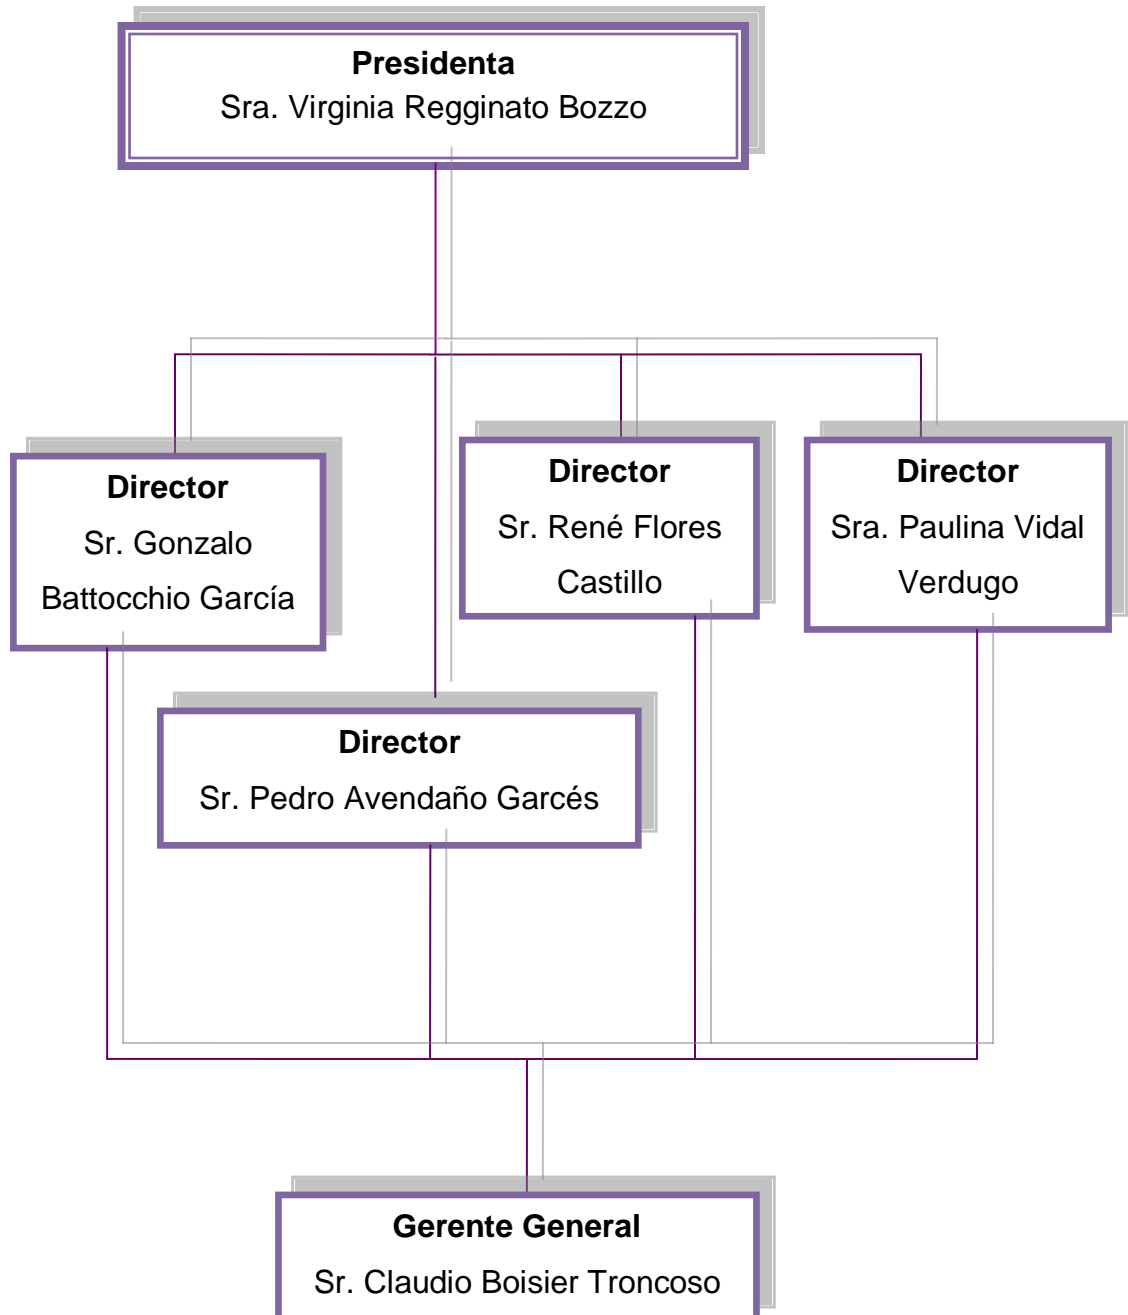 Presidenta
Sra. Virginia Regginato Bozzo
Director
Sr. Gonzalo
Battocchio García
Director
Sr. René Flores
Castillo
Director
Sra. Paulina Vidal
Verdugo
Director
Sr. Pedro Avendaño Garcés
Gerente General
Sr. Claudio Boisier Troncoso